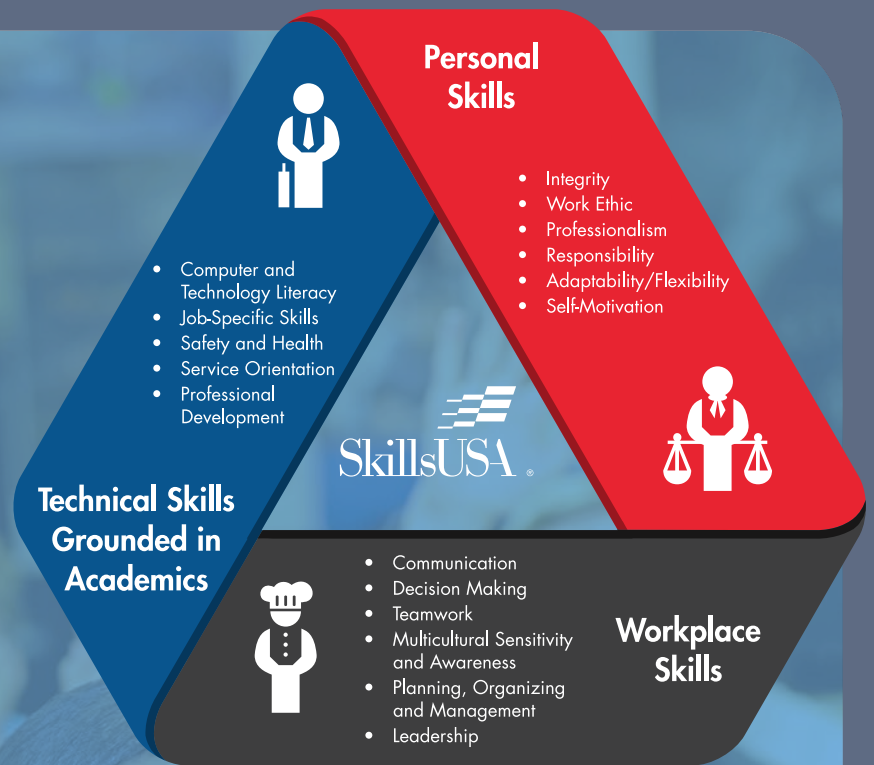 Personal
Skills
• Integrity
• Work Ethic
• Professionalism
• Responsibility
• Adaptability/Flexibility
• Self-Motivation
• Computer and
Technology Literacy
• Job-Specific Skills
• Safety and Health
• Service Orientation
• Professional
Development
Technical Skills
Grounded in
Academics
SkillsUSA®
• Communication
• Decision Making
• Teamwork
• Multicultural Sensitivity
and Awareness
• Planning, Organizing
and Management
• Leadership
Workplace
Skills